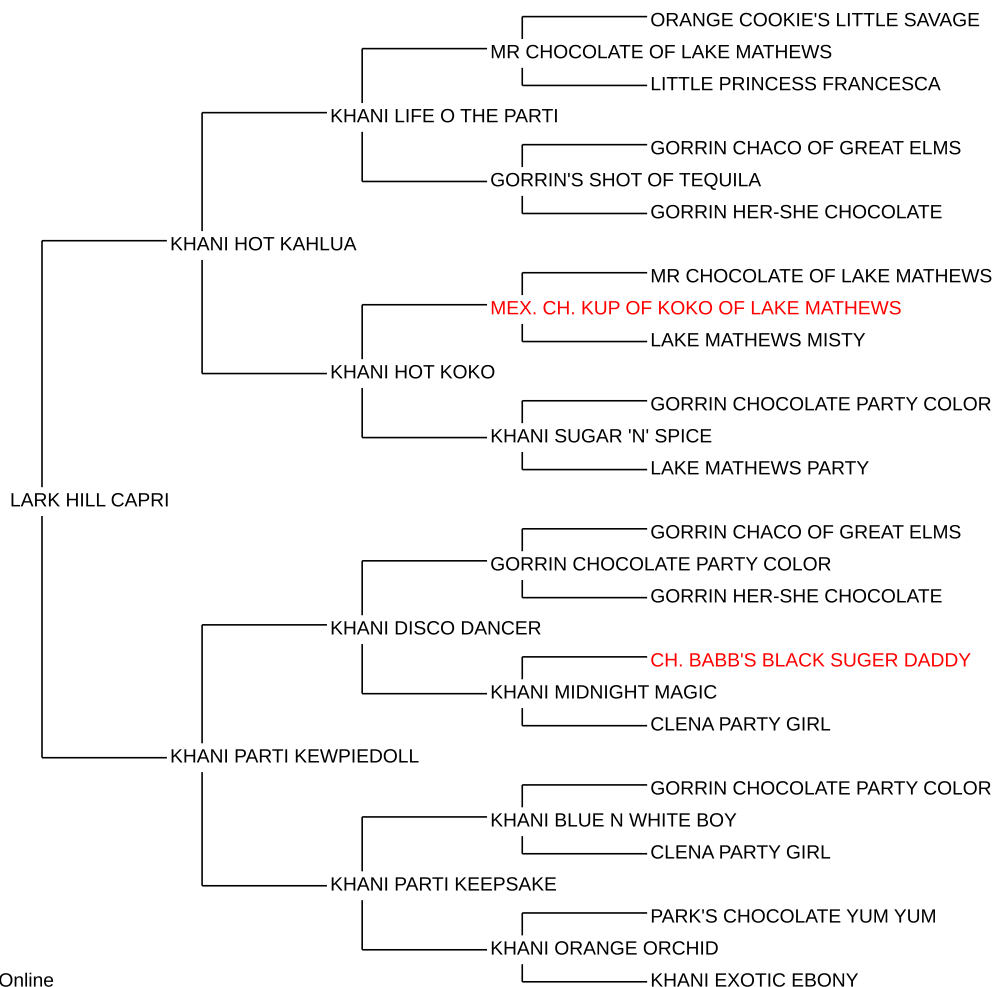 ORANGE COOKIE'S LITTLE SAVAGE
MR CHOCOLATE OF LAKE MATHEWS
LITTLE PRINCESS FRANCESCA
KHANI LIFE O THE PARTI
GORRIN CHACO OF GREAT ELMS
GORRIN'S SHOT OF TEQUILA
GORRIN HER-SHE CHOCOLATE
KHANI HOT KAHLUA
MR CHOCOLATE OF LAKE MATHEWS
MEX. CH. KUP OF KOKO OF LAKE MATHEWS
LAKE MATHEWS MISTY
KHANI HOT KOKO
GORRIN CHOCOLATE PARTY COLOR
KHANI SUGAR 'N' SPICE
LAKE MATHEWS PARTY
LARK HILL CAPRI
GORRIN CHACO OF GREAT ELMS
GORRIN CHOCOLATE PARTY COLOR
GORRIN HER-SHE CHOCOLATE
KHANI DISCO DANCER
CH. BABB'S BLACK SUGER DADDY
KHANI MIDNIGHT MAGIC
CLENA PARTY GIRL
KHANI PARTI KEWPIEDOLL
GORRIN CHOCOLATE PARTY COLOR
KHANI BLUE N WHITE BOY
CLENA PARTY GIRL
KHANI PARTI KEEPSAKE
PARK'S CHOCOLATE YUM YUM
KHANI ORANGE ORCHID
KHANI EXOTIC EBONY
Online